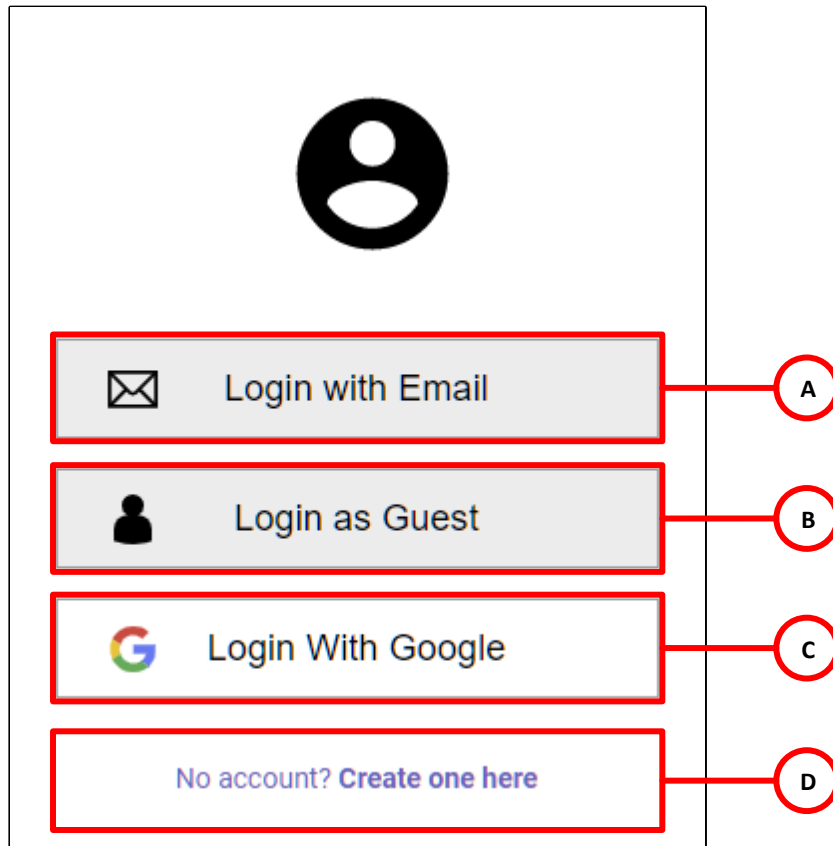 Login with Email
A
Login as Guest
B
Login With Google
C
No account? Create one here
D